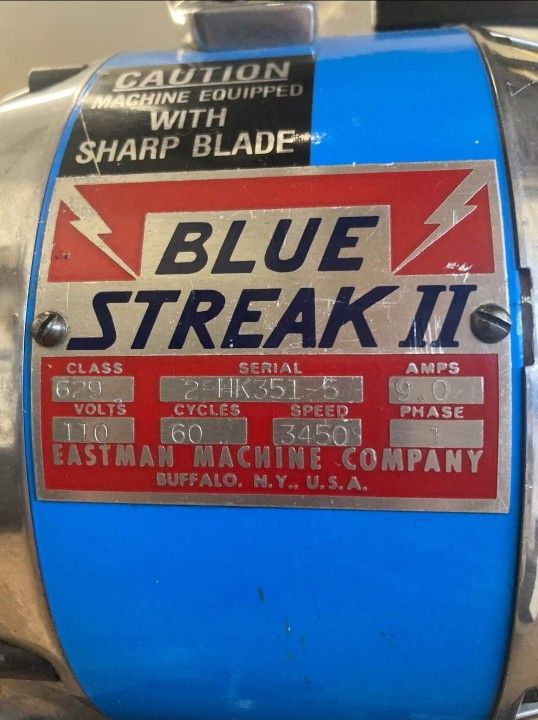 CAUTION
MACHINE EQUIPPED
WITH
SHARP BLADE
BLUE
STREAK II
CLASS SERIAL AMPS
629 2-HK351-5 9.0
VOLTS CYCLES SPEED PHASE
110 60 3450 1
EASTMAN MACHINE COMPANY
BUFFALO, N.Y., U.S.A.